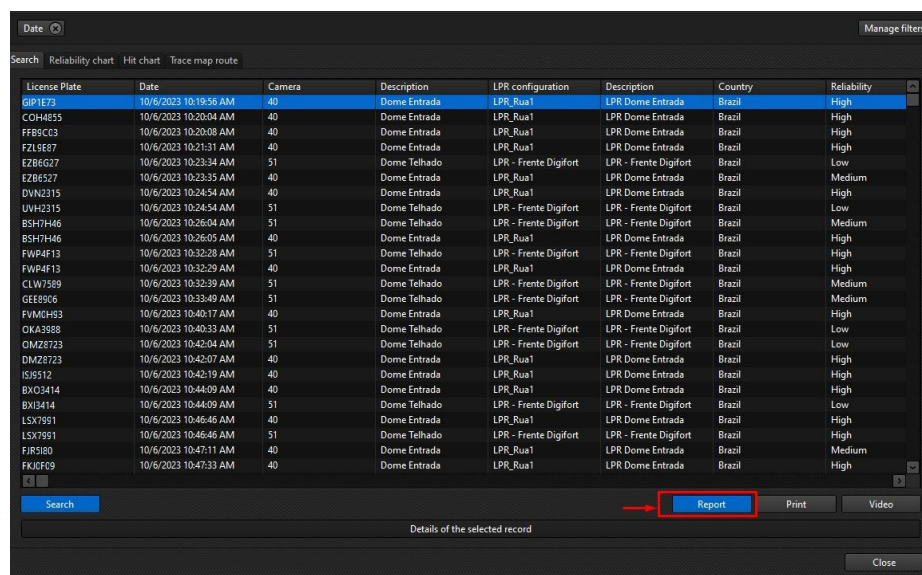 Date
Manage filters
Search Reliability chart Hit chart Trace map route
License Plate Date Camera Description LPR configuration Description Country Reliability
GIP1E73 10/6/2023 10:19:56 AM 40 Dome Entrada LPR_Rua1 LPR Dome Entrada Brazil High
COH4855 10/6/2023 10:20:04 AM 40 Dome Entrada LPR_Rua1 LPR Dome Entrada Brazil High
FFB9C03 10/6/2023 10:20:08 AM 40 Dome Entrada LPR_Rua1 LPR Dome Entrada Brazil High
FZL9E87 10/6/2023 10:21:31 AM 40 Dome Entrada LPR_Rua1 LPR Dome Entrada Brazil High
EZB6G27 10/6/2023 10:23:34 AM 51 Dome Telhado LPR - Frente Digifort LPR - Frente Digifort Brazil Low
EZB6527 10/6/2023 10:23:35 AM 40 Dome Entrada LPR_Rua1 LPR Dome Entrada Brazil Medium
DVN2315 10/6/2023 10:24:54 AM 40 Dome Entrada LPR_Rua1 LPR Dome Entrada Brazil High
UVH2315 10/6/2023 10:24:54 AM 51 Dome Telhado LPR - Frente Digifort LPR - Frente Digifort Brazil Low
BSH7H46 10/6/2023 10:26:04 AM 51 Dome Telhado LPR - Frente Digifort LPR - Frente Digifort Brazil Medium
BSH7H46 10/6/2023 10:26:05 AM 40 Dome Entrada LPR_Rua1 LPR Dome Entrada Brazil High
FWP4F13 10/6/2023 10:32:28 AM 51 Dome Telhado LPR - Frente Digifort LPR - Frente Digifort Brazil High
FWP4F13 10/6/2023 10:32:29 AM 40 Dome Entrada LPR_Rua1 LPR Dome Entrada Brazil High
CLW7589 10/6/2023 10:32:39 AM 51 Dome Telhado LPR - Frente Digifort LPR - Frente Digifort Brazil Medium
GEE8906 10/6/2023 10:33:49 AM 51 Dome Telhado LPR - Frente Digifort LPR - Frente Digifort Brazil Medium
FVM0H93 10/6/2023 10:40:17 AM 40 Dome Entrada LPR_Rua1 LPR Dome Entrada Brazil High
OKA3988 10/6/2023 10:40:33 AM 51 Dome Telhado LPR - Frente Digifort LPR - Frente Digifort Brazil Low
OMZ8723 10/6/2023 10:42:04 AM 51 Dome Telhado LPR - Frente Digifort LPR - Frente Digifort Brazil Low
DMZ8723 10/6/2023 10:42:07 AM 40 Dome Entrada LPR_Rua1 LPR Dome Entrada Brazil High
ISJ9512 10/6/2023 10:42:19 AM 40 Dome Entrada LPR_Rua1 LPR Dome Entrada Brazil High
BXO3414 10/6/2023 10:44:09 AM 40 Dome Entrada LPR_Rua1 LPR Dome Entrada Brazil High
BXI3414 10/6/2023 10:44:09 AM 51 Dome Telhado LPR - Frente Digifort LPR - Frente Digifort Brazil Low
LSX7991 10/6/2023 10:46:46 AM 40 Dome Entrada LPR_Rua1 LPR Dome Entrada Brazil High
LSX7991 10/6/2023 10:46:46 AM 51 Dome Telhado LPR - Frente Digifort LPR - Frente Digifort Brazil High
FJR5I80 10/6/2023 10:47:11 AM 40 Dome Entrada LPR_Rua1 LPR Dome Entrada Brazil Medium
FKJ0F09 10/6/2023 10:47:33 AM 40 Dome Entrada LPR_Rua1 LPR Dome Entrada Brazil High
Search Report Print Video
Details of the selected record
Close